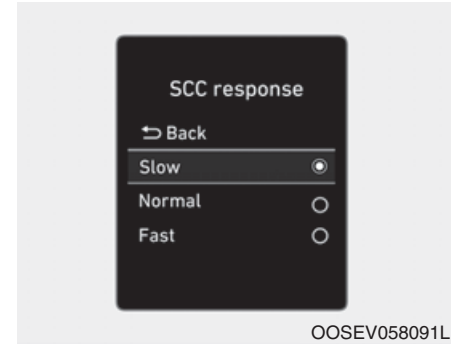 SCC response
Back
Slow
Normal
Fast
OOSEV058091L